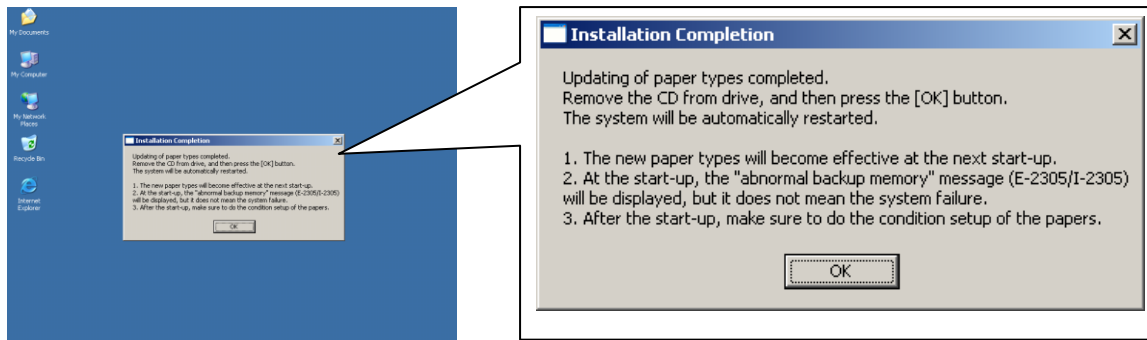 My Documents
My Computer
My Network
Places
Recycle Bin
Internet
Explorer
Installation Completion
Updating of paper types completed.
Remove the CD from drive, and then press the [OK] button.
The system will be automatically restarted.
1. The new paper types will become effective at the next start-up.
2. At the start-up, the "abnormal backup memory" message (E-2305/I-2305)
will be displayed, but it does not mean the system failure.
3. After the start-up, make sure to do the condition setup of the papers.
OK
Installation Completion
Updating of paper types completed.
Remove the CD from drive, and then press the [OK] button.
The system will be automatically restarted.
1. The new paper types will become effective at the next start-up.
2. At the start-up, the "abnormal backup memory" message (E-2305/I-2305)
will be displayed, but it does not mean the system failure.
3. After the start-up, make sure to do the condition setup of the papers.
OK